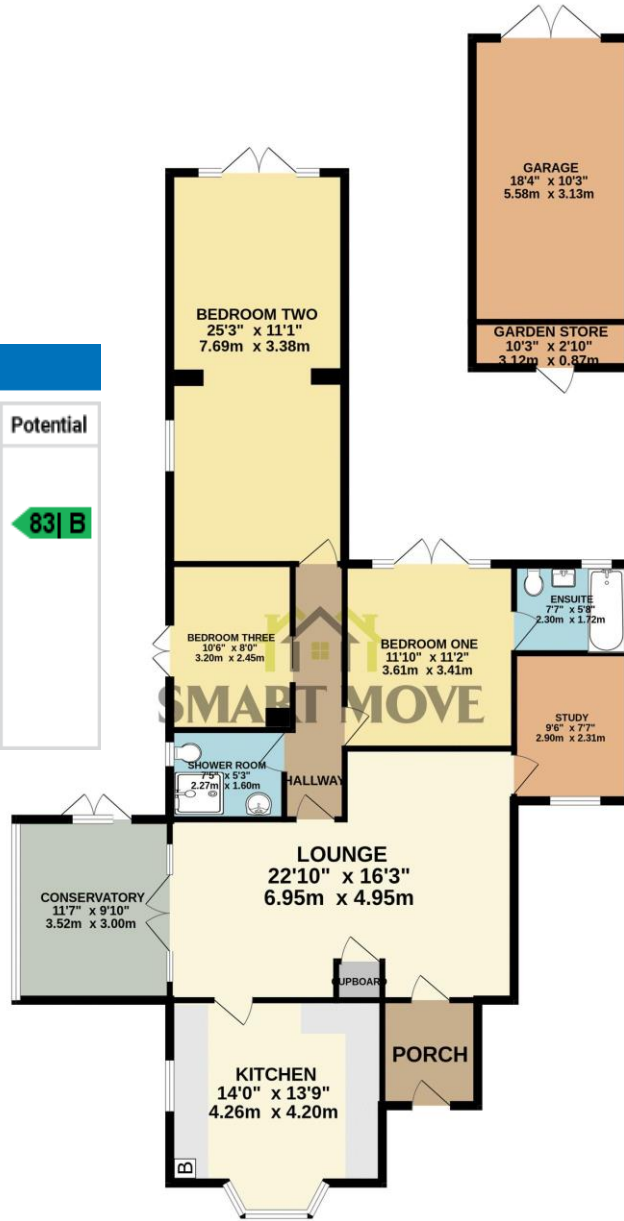 GARAGE
18'4" x 10'3"
5.58m x 3.13m
GARDEN STORE
10'3" x 2'10"
3.12m x 0.87m
BEDROOM TWO
25'3" x 11'1"
7.69m x 3.38m
Potential
83| B
ENSUITE
7'7" x 5'8"
2.30m x 1.72m
BEDROOM THREE
10'6" x 8'0"
3.20m x 2.45m
BEDROOM ONE
11'10" x 11'2"
3.61m x 3.41m
SMART MOVE
STUDY
9'6" x 7'7"
2.90m x 2.31m
SHOWER ROOM
7'5" x 5'3"
2.27m x 1.60m
HALLWAY
LOUNGE
22'10" x 16'3"
6.95m x 4.95m
CONSERVATORY
11'7" x 9'10"
3.52m x 3.00m
CUPBOARD
PORCH
KITCHEN
14'0" x 13'9"
4.26m x 4.20m
B